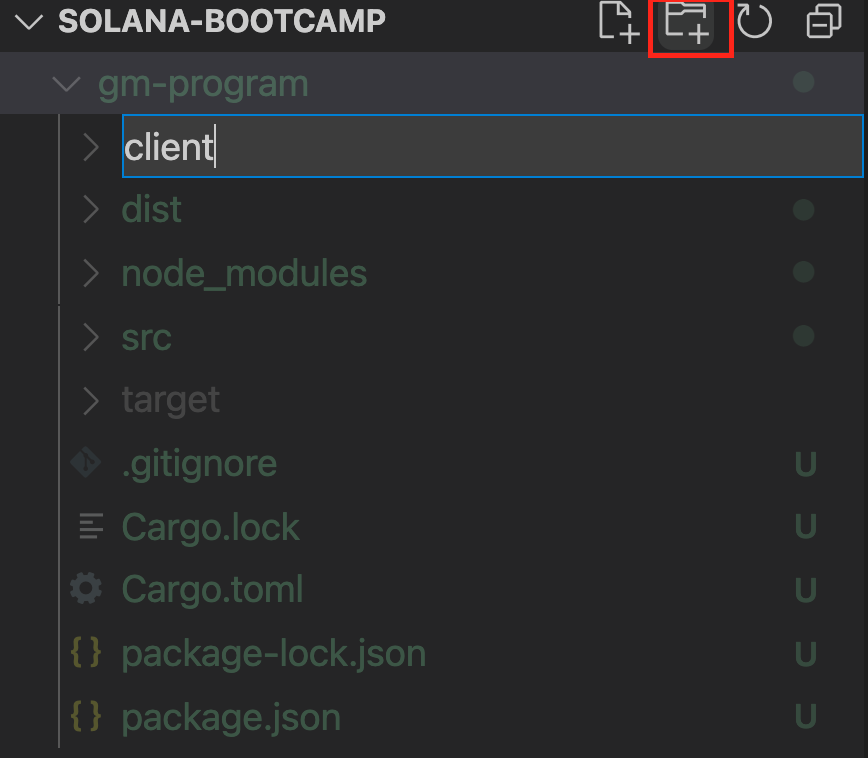 SOLANA-BOOTCAMP
gm-program
client
dist
node_modules
src
target
.gitignore U
Cargo.lock U
Cargo.toml U
package-lock.json U
package.json U